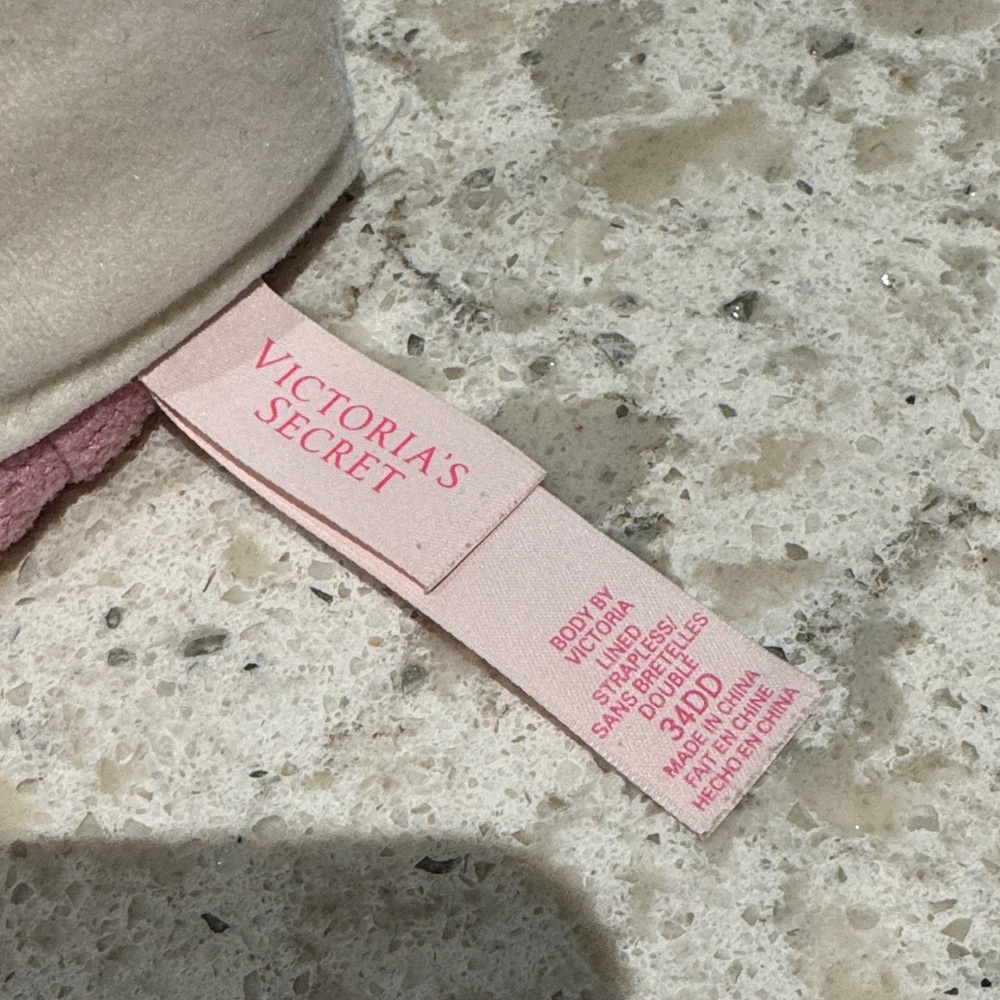 VICTORIA'S
SECRET
BODY BY
VICTORIA
LINED
STRAPLESS/
SANS BRETELLES
DOUBLE
34DD
MADE IN CHINA
FAIT EN CHINE
HECHO EN CHINA